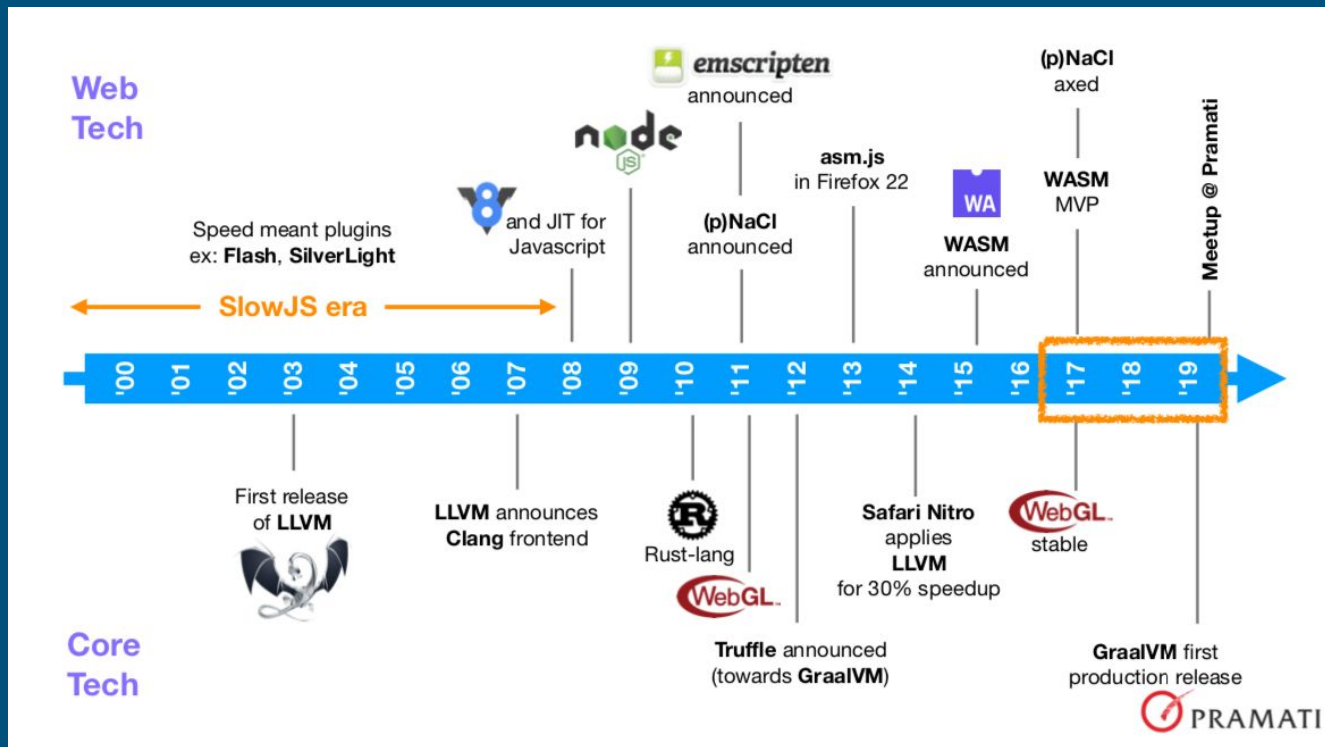 Web
Tech
Speed meant plugins
ex: Flash, SilverLight
SlowJS era
V8
and JIT for
Javascript
node
JS
emscripten
announced
(p)NaCl
announced
asm.js
in Firefox 22
WA
WASM
announced
(p)NaCl
axed
WASM
MVP
Meetup @ Pramati
'00
'01
'02
'03
'04
'05
'06
'07
'08
'09
'10
'11
'12
'13
'14
'15
'16
'17
'18
'19
First release
of LLVM
LLVM announces
Clang frontend
R
Rust-lang
WebGL™
Truffle announced
(towards GraalVM)
Safari Nitro
applies
LLVM
for 30% speedup
WebGL™
stable
GraalVM first
production release
Core
Tech
PRAMATI